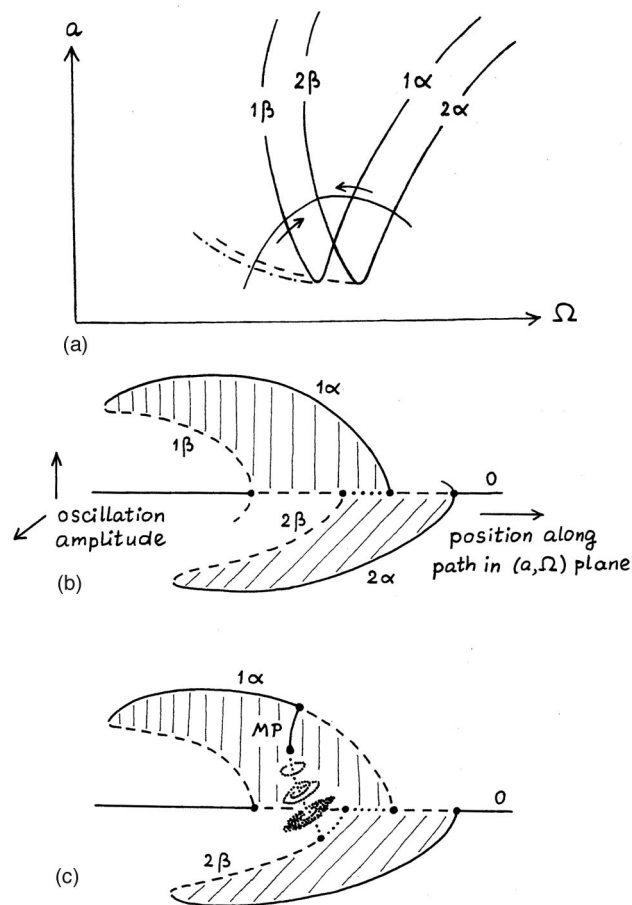 a
1β 2β 1α 2α
Ω
(a)
1α
1β
0
oscillation
amplitude
2β
position along
path in (a,Ω) plane
2α
(b)
1α
MP
0
2β
(c)